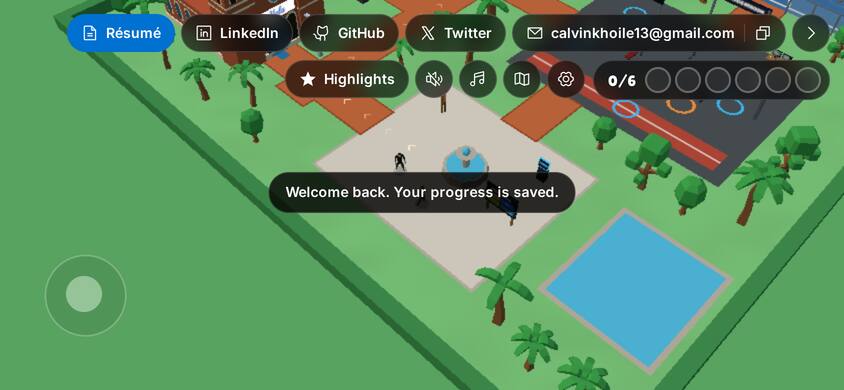 Résumé
LinkedIn
GitHub
Twitter
calvinkhoile13@gmail.com
Highlights
0/6
Welcome back. Your progress is saved.